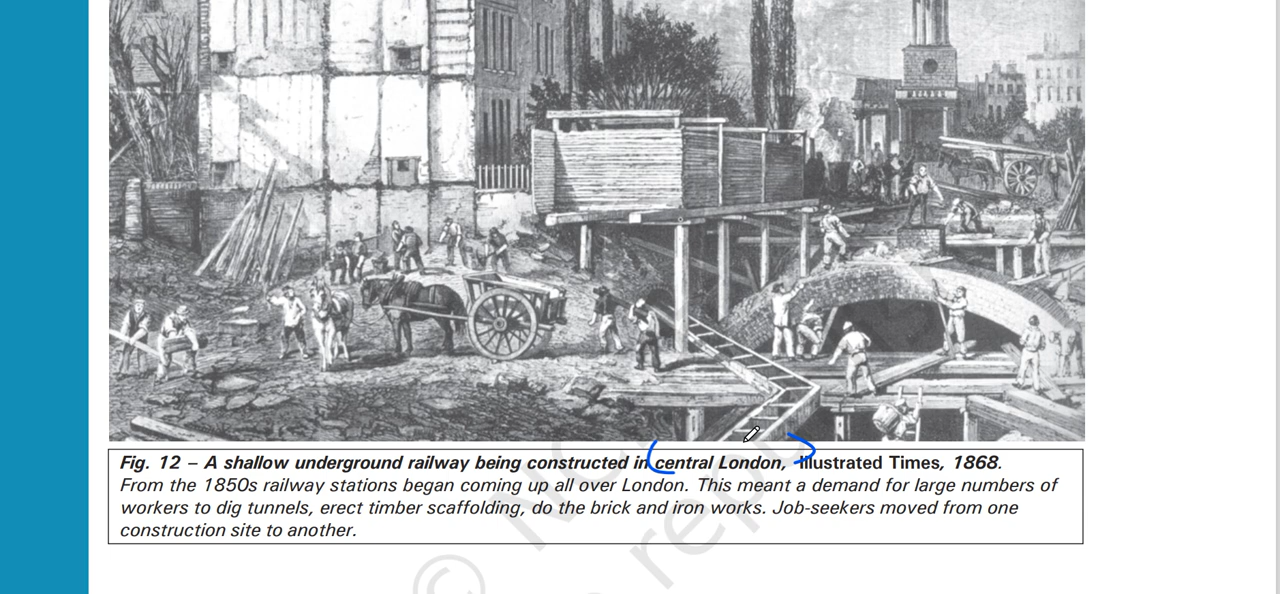 Fig. 12 – A shallow underground railway being constructed in central London, Illustrated Times, 1868.
From the 1850s railway stations began coming up all over London. This meant a demand for large numbers of
workers to dig tunnels, erect timber scaffolding, do the brick and iron works. Job-seekers moved from one
construction site to another.